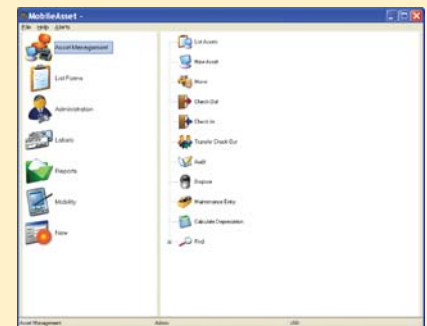 MobileAsset -
File Help Alerts
Asset Management
List Forms
Administration
Labels
Reports
Mobility
New
List Assets
New Asset
Move
Check Out
Check In
Transfer Check Out
Audit
Dispose
Maintenance Entry
Calculate Depreciation
Find
Asset Management
Admin